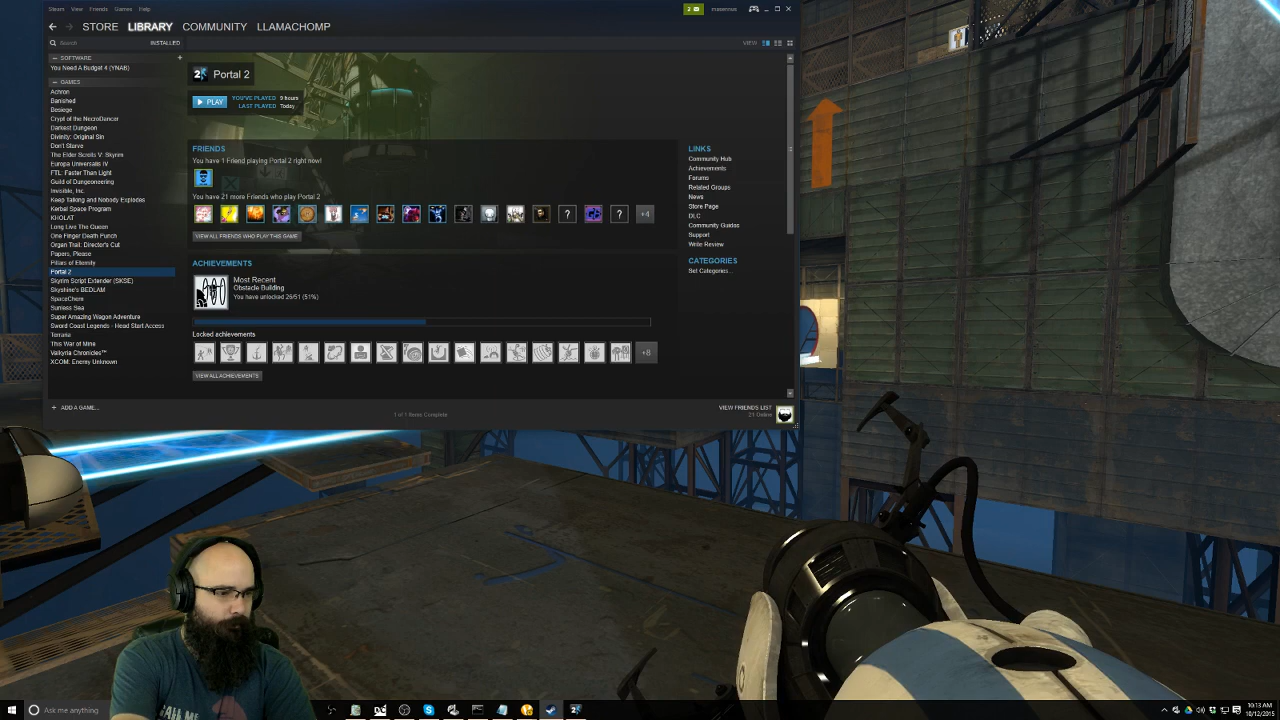 Steam View Friends Games Help
2
maxennus
STORE LIBRARY COMMUNITY LLAMACHOMP
Search
INSTALLED
VIEW
SOFTWARE
You Need A Budget 4 (YNAB)
GAMES
Achron
Banished
Besiege
Crypt of the NecroDancer
Darkest Dungeon
Divinity: Original Sin
Don't Starve
The Elder Scrolls V: Skyrim
Europa Universalis IV
FTL: Faster Than Light
Guild of Dungeoneering
Invisible, Inc.
Keep Talking and Nobody Explodes
Kerbal Space Program
KHOLAT
Long Live The Queen
One Finger Death Punch
Organ Trail: Director's Cut
Papers, Please
Pillars of Eternity
Portal 2
Skyrim Script Extender (SKSE)
Skyshine's BEDLAM
SpaceChem
Sunless Sea
Super Amazing Wagon Adventure
Sword Coast Legends - Head Start Access
Terraria
This War of Mine
Valkyria Chronicles™
XCOM: Enemy Unknown
+ ADD A GAME...
Portal 2
PLAY
YOU'VE PLAYED 9 hours
LAST PLAYED Today
FRIENDS
You have 1 Friend playing Portal 2 right now!
You have 21 more Friends who play Portal 2
+4
VIEW ALL FRIENDS WHO PLAY THIS GAME
ACHIEVEMENTS
Most Recent
Obstacle Building
You have unlocked 26/51 (51%)
Locked achievements
+8
VIEW ALL ACHIEVEMENTS
LINKS
Community Hub
Achievements
Forums
Related Groups
News
Store Page
DLC
Community Guides
Support
Write Review
CATEGORIES
Set Categories...
1 of 1 Items Complete
VIEW FRIENDS LIST
21 Online
Ask me anything
10:13 AM
10/12/2015